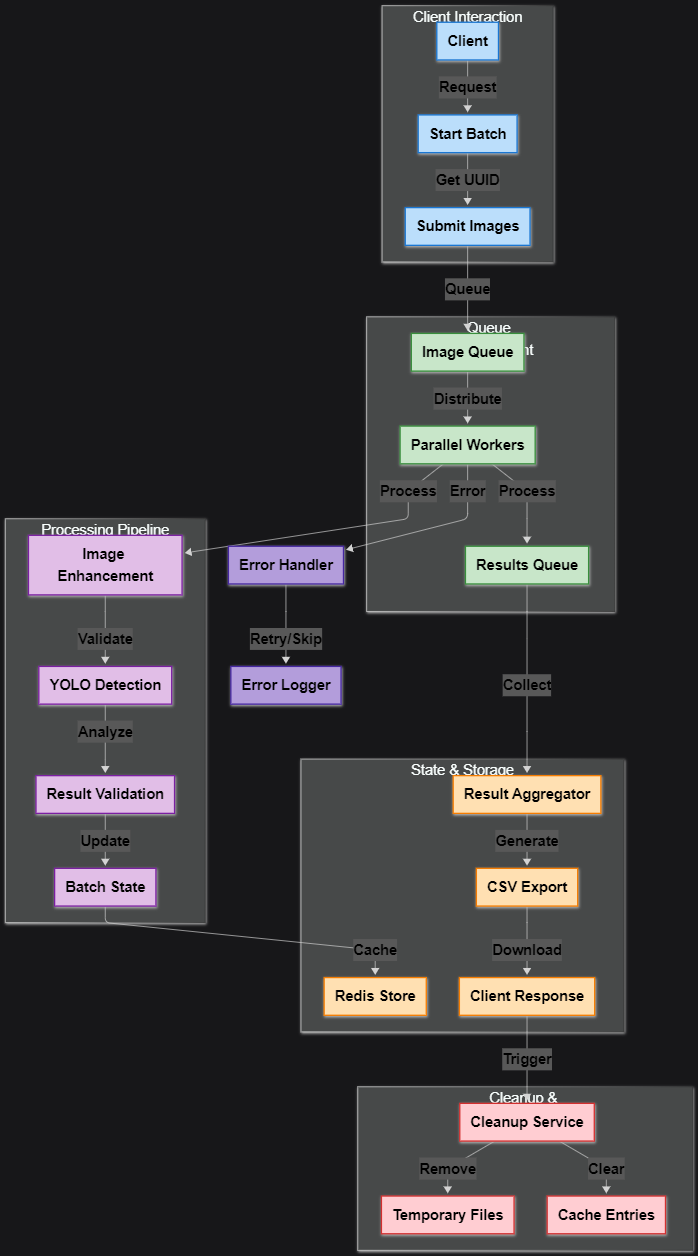 Client Interaction
Client
Request
Start Batch
Get UUID
Submit Images
Queue
Queue
Image Queue
Distribute
Parallel Workers
Process
Error
Process
Processing Pipeline
Image
Enhancement
Error Handler
Results Queue
Validate
Retry/Skip
YOLO Detection
Error Logger
Collect
Analyze
State & Storage
Result Validation
Result Aggregator
Update
Generate
Batch State
CSV Export
Cache
Download
Redis Store
Client Response
Trigger
Cleanup &
Cleanup Service
Remove
Clear
Temporary Files
Cache Entries